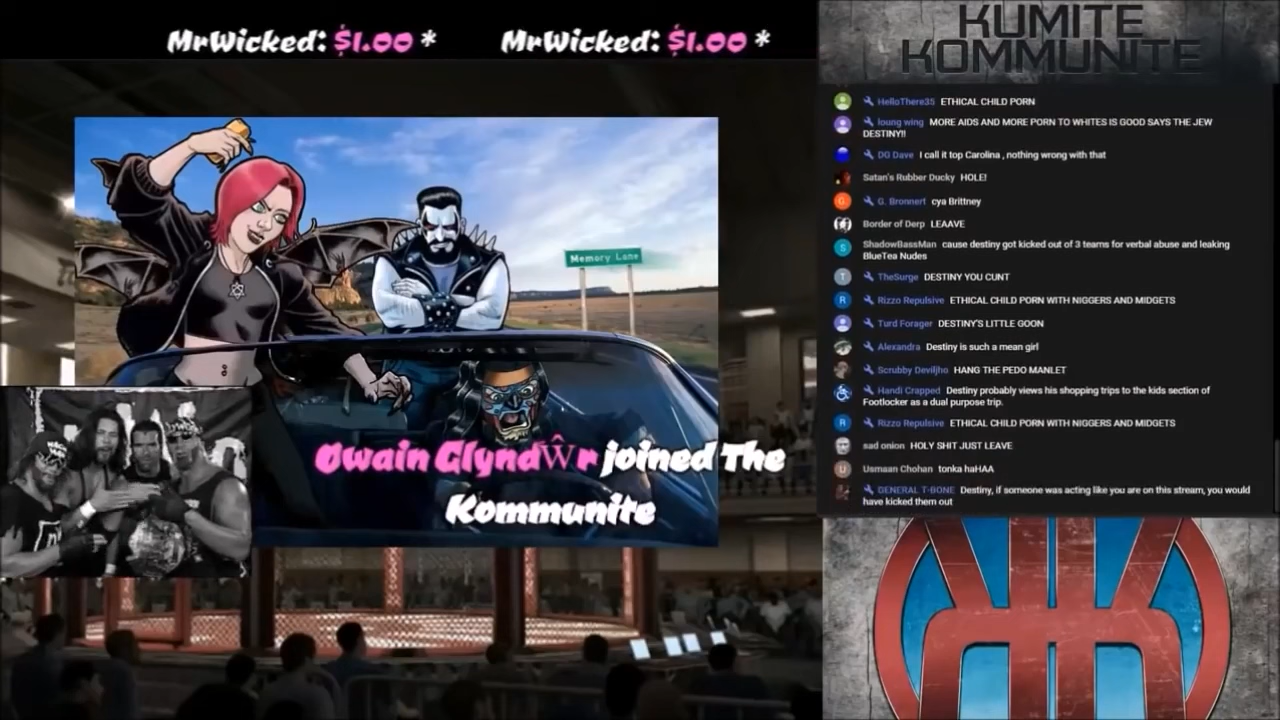 MrWicked: $1.00 * MrWicked: $1.00 *
KUMITE
KOMMUNITE
HelloThere35 ETHICAL CHILD PORN
loung wing MORE AIDS AND MORE PORN TO WHITES IS GOOD SAYS THE JEW
DESTINY!!
DG Dave I call it top Carolina , nothing wrong with that
Satan's Rubber Ducky HOLE!
G. Bronnert cya Brittney
Border of Derp LEAAVE
ShadowBassMan cause destiny got kicked out of 3 teams for verbal abuse and leaking
BlueTea Nudes
TheSurge DESTINY YOU CUNT
Rizzo Repulsive ETHICAL CHILD PORN WITH NIGGERS AND MIDGETS
Turd Forager DESTINY'S LITTLE GOON
Alexandra Destiny is such a mean girl
Scrubby Deviljho HANG THE PEDO MANLET
Handi Crapped Destiny probably views his shopping trips to the kids section of
Footlocker as a dual purpose trip.
Rizzo Repulsive ETHICAL CHILD PORN WITH NIGGERS AND MIDGETS
sad onion HOLY SHIT JUST LEAVE
Usmaan Chohan tonka haHAA
GENERAL T-BONE Destiny, if someone was acting like you are on this stream, you would
have kicked them out
Memory Lane
Owain GlyndŴr joined The
Kommunite